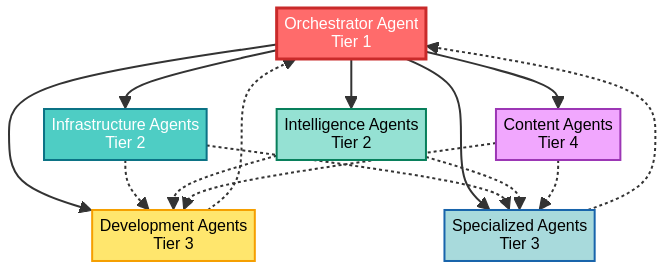 Orchestrator Agent
Tier 1
Infrastructure Agents
Tier 2
Intelligence Agents
Tier 2
Content Agents
Tier 4
Development Agents
Tier 3
Specialized Agents
Tier 3